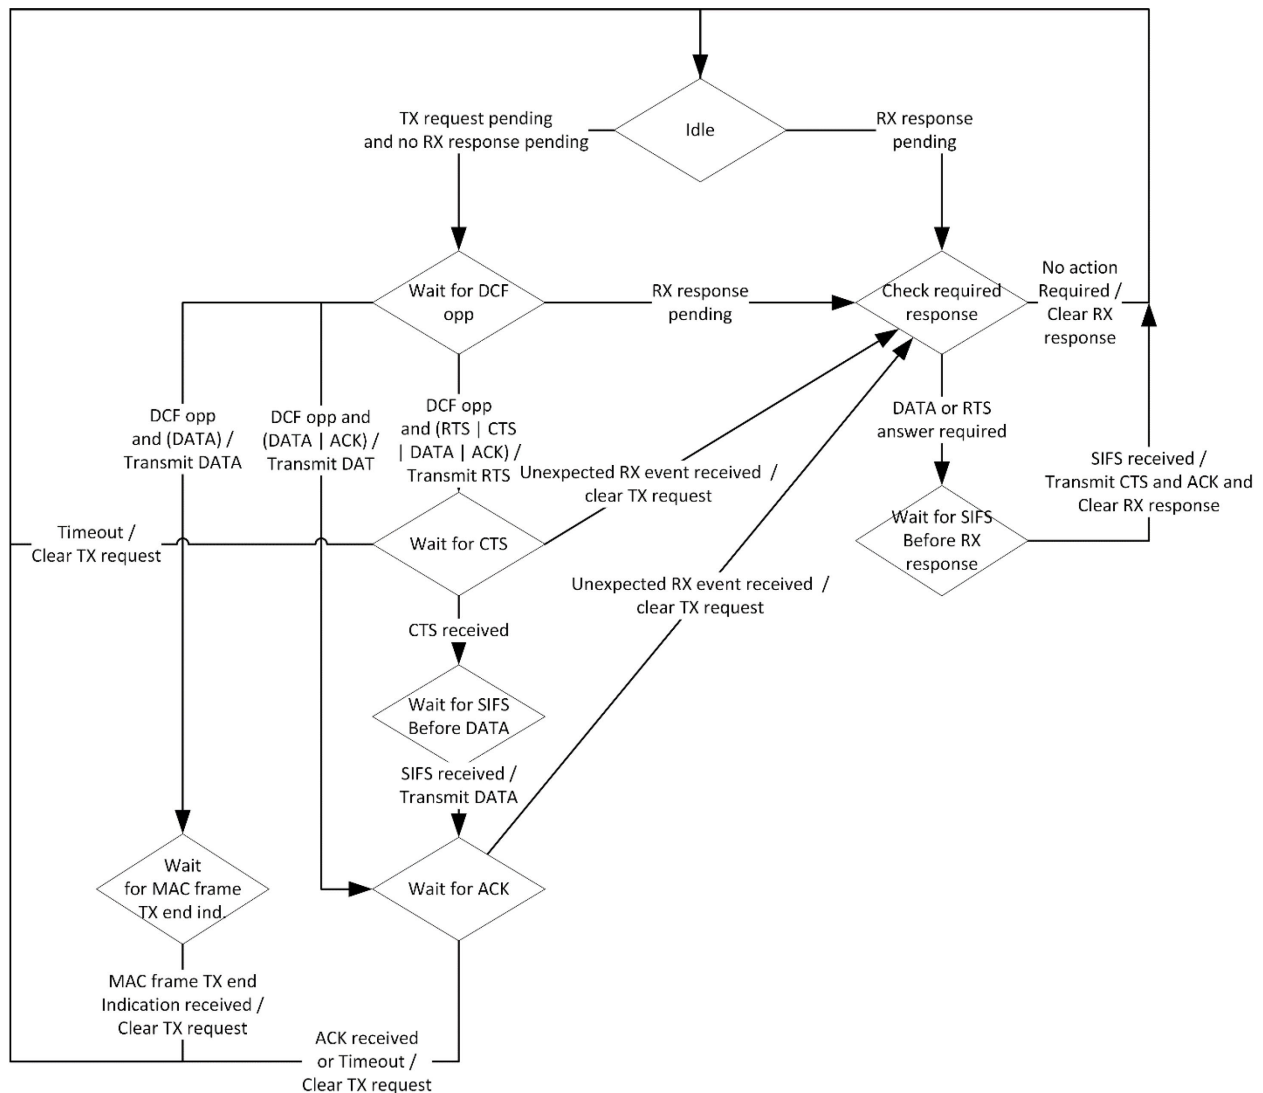 TX request pending
and no RX response pending
Idle
RX response
pending
Wait for DCF
opp
RX response
pending
Check required
response
No action
Required /
Clear RX
response
DCF opp
and (DATA) /
Transmit DATA
DCF opp and
(DATA | ACK) /
Transmit DAT
DCF opp
and (RTS | CTS
| DATA | ACK) /
Transmit RTS
Unexpected RX event received /
clear TX request
DATA or RTS
answer required
SIFS received /
Transmit CTS and ACK and
Clear RX response
Timeout /
Clear TX request
Wait for CTS
Wait for SIFS
Before RX
response
Unexpected RX event received /
clear TX request
CTS received
Wait for SIFS
Before DATA
SIFS received /
Transmit DATA
Wait
for MAC frame
TX end ind.
Wait for ACK
MAC frame TX end
Indication received /
Clear TX request
ACK received
or Timeout /
Clear TX request